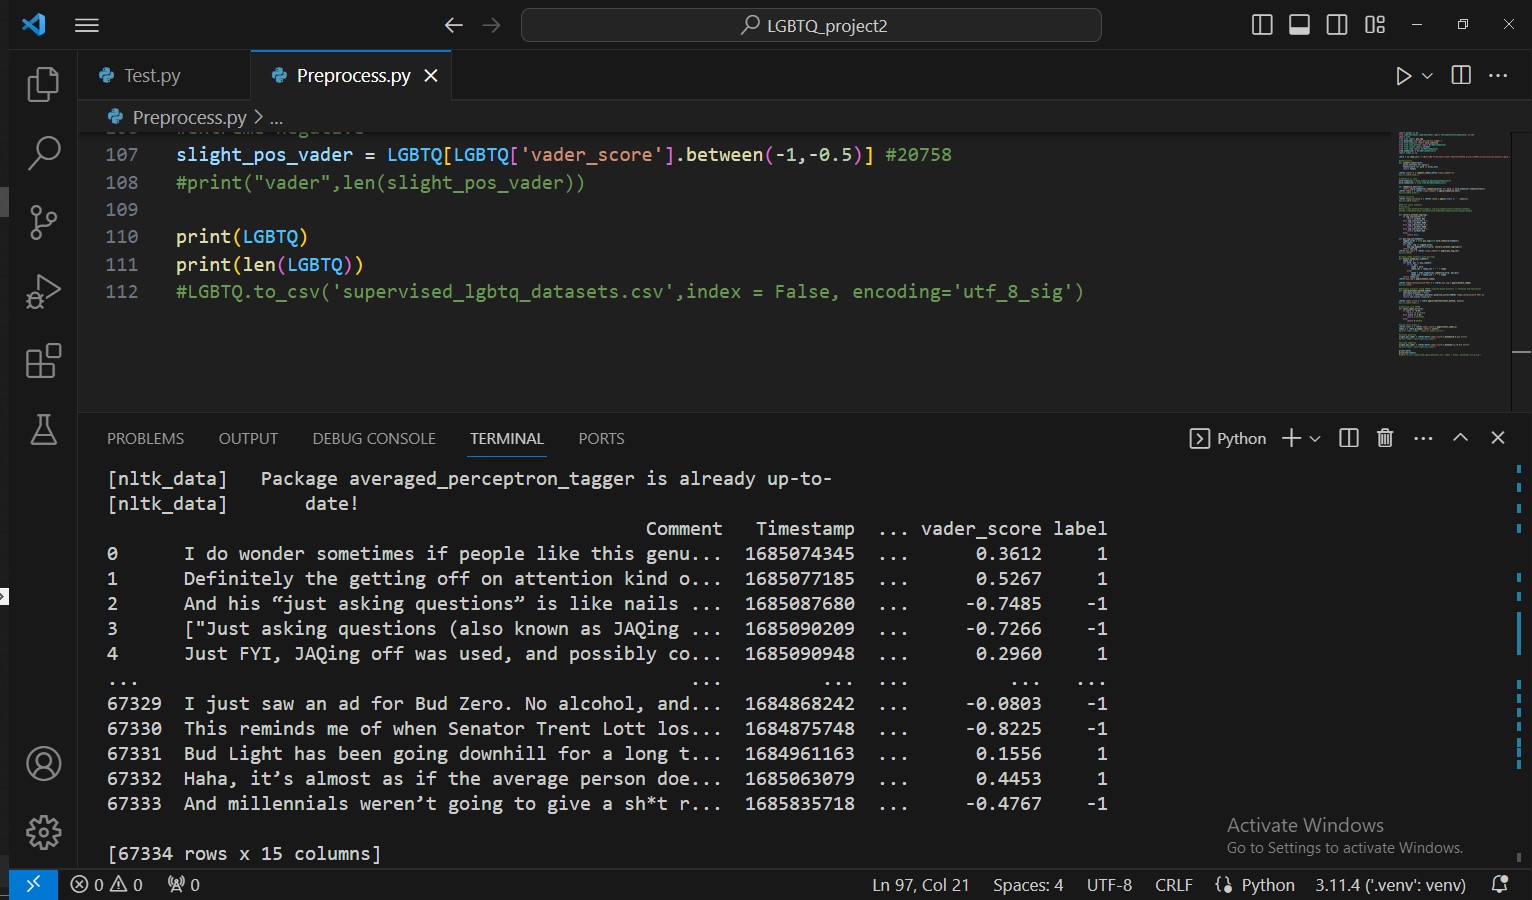 LGBTQ_project2
Test.py
Preprocess.py
Preprocess.py > ...
107 slight_pos_vader = LGBTQ[LGBTQ['vader_score'].between(-1,-0.5)] #20758
108 #print("vader",len(slight_pos_vader))
109
110 print(LGBTQ)
111 print(len(LGBTQ))
112 #LGBTQ.to_csv('supervised_lgbtq_datasets.csv',index = False, encoding='utf_8_sig')
PROBLEMS OUTPUT DEBUG CONSOLE TERMINAL PORTS
Python
[nltk_data]   Package averaged_perceptron_tagger is already up-to-
[nltk_data]       date!
Comment Timestamp ... vader_score label
0 I do wonder sometimes if people like this genu... 1685074345 ... 0.3612 1
1 Definitely the getting off on attention kind o... 1685077185 ... 0.5267 1
2 And his “just asking questions” is like nails ... 1685087680 ... -0.7485 -1
3 ["Just asking questions (also known as JAQing ... 1685090209 ... -0.7266 -1
4 Just FYI, JAQing off was used, and possibly co... 1685090948 ... 0.2960 1
... ... ... ... ... ...
67329 I just saw an ad for Bud Zero. No alcohol, and... 1684868242 ... -0.0803 -1
67330 This reminds me of when Senator Trent Lott los... 1684875748 ... -0.8225 -1
67331 Bud Light has been going downhill for a long t... 1684961163 ... 0.1556 1
67332 Haha, it’s almost as if the average person doe... 1685063079 ... 0.4453 1
67333 And millennials weren’t going to give a sh*t r... 1685835718 ... -0.4767 -1
[67334 rows x 15 columns]
Activate Windows
Go to Settings to activate Windows.
0 0 0 Ln 97, Col 21 Spaces: 4 UTF-8 CRLF Python 3.11.4 ('.venv': venv)